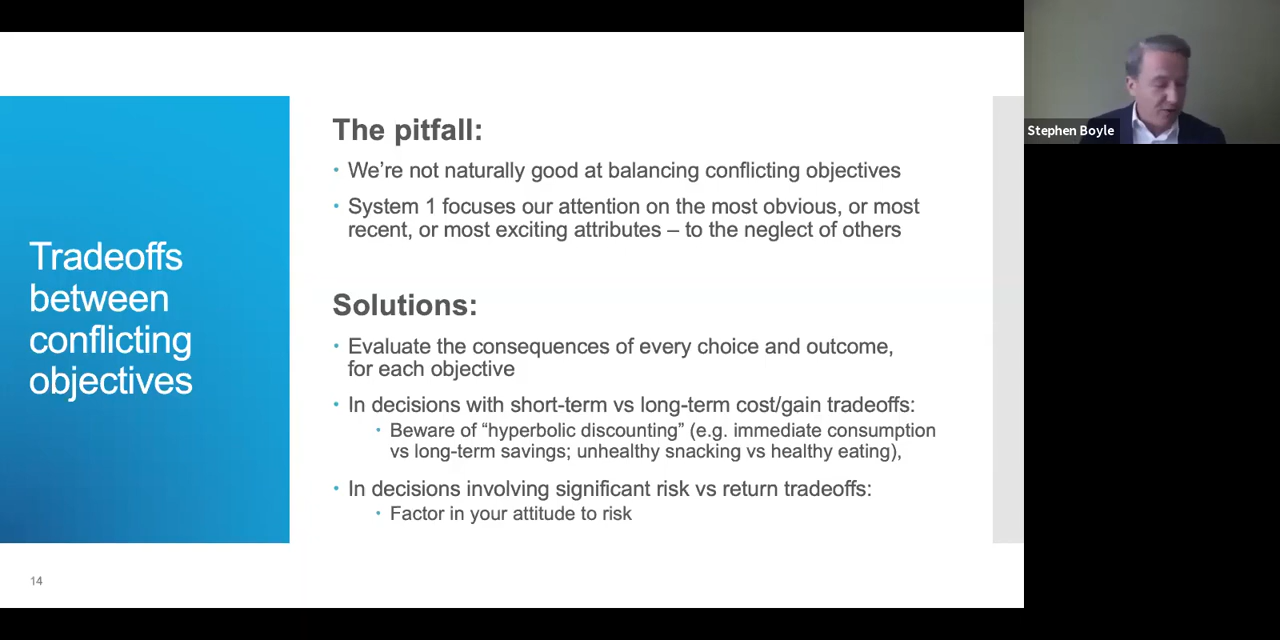 Tradeoffs
between
conflicting
objectives
The pitfall:
• We’re not naturally good at balancing conflicting objectives
• System 1 focuses our attention on the most obvious, or most
recent, or most exciting attributes – to the neglect of others
Solutions:
• Evaluate the consequences of every choice and outcome,
for each objective
• In decisions with short-term vs long-term cost/gain tradeoffs:
• Beware of “hyperbolic discounting” (e.g. immediate consumption
vs long-term savings; unhealthy snacking vs healthy eating),
• In decisions involving significant risk vs return tradeoffs:
• Factor in your attitude to risk
14
Stephen Boyle